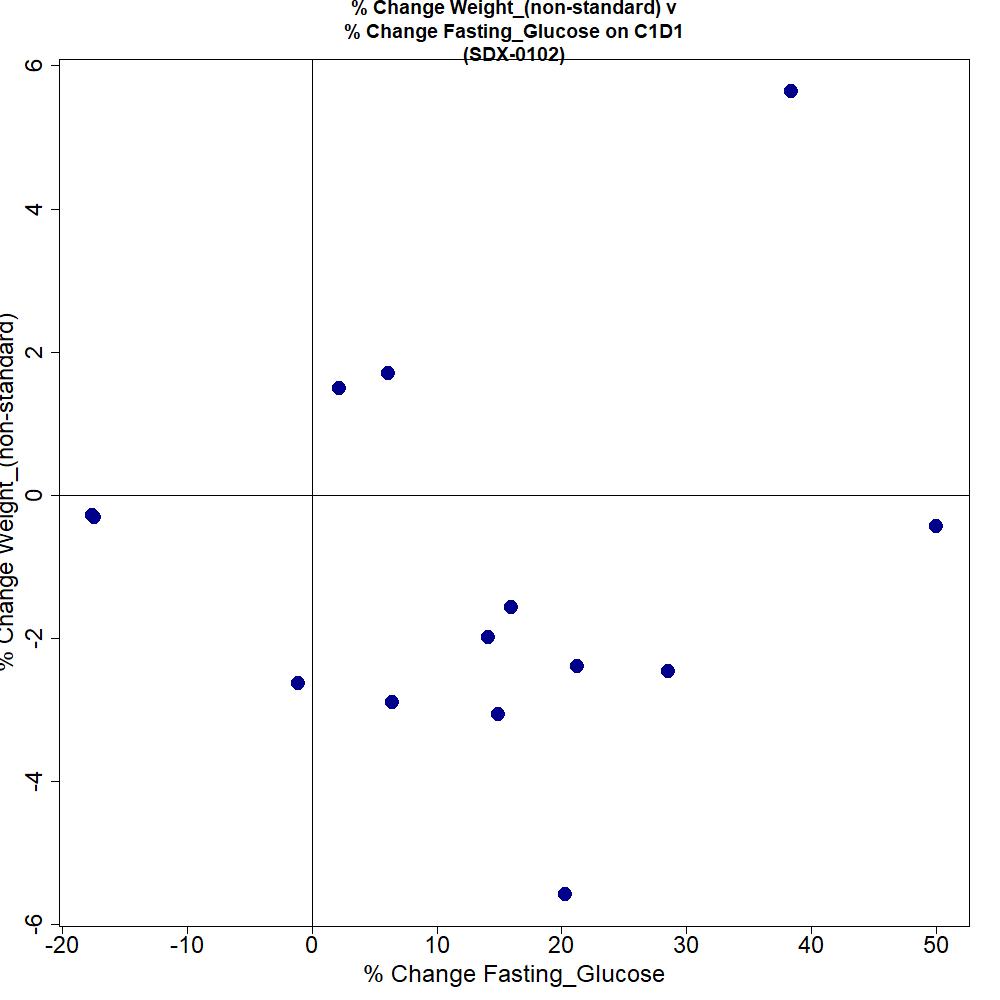 % Change Weight_(non-standard) v
% Change Fasting_Glucose on C1D1
(SDX-0102)
% Change Weight_(non-standard)
6
4
2
0
-2
-4
-6
-20 -10 0 10 20 30 40 50
% Change Fasting_Glucose